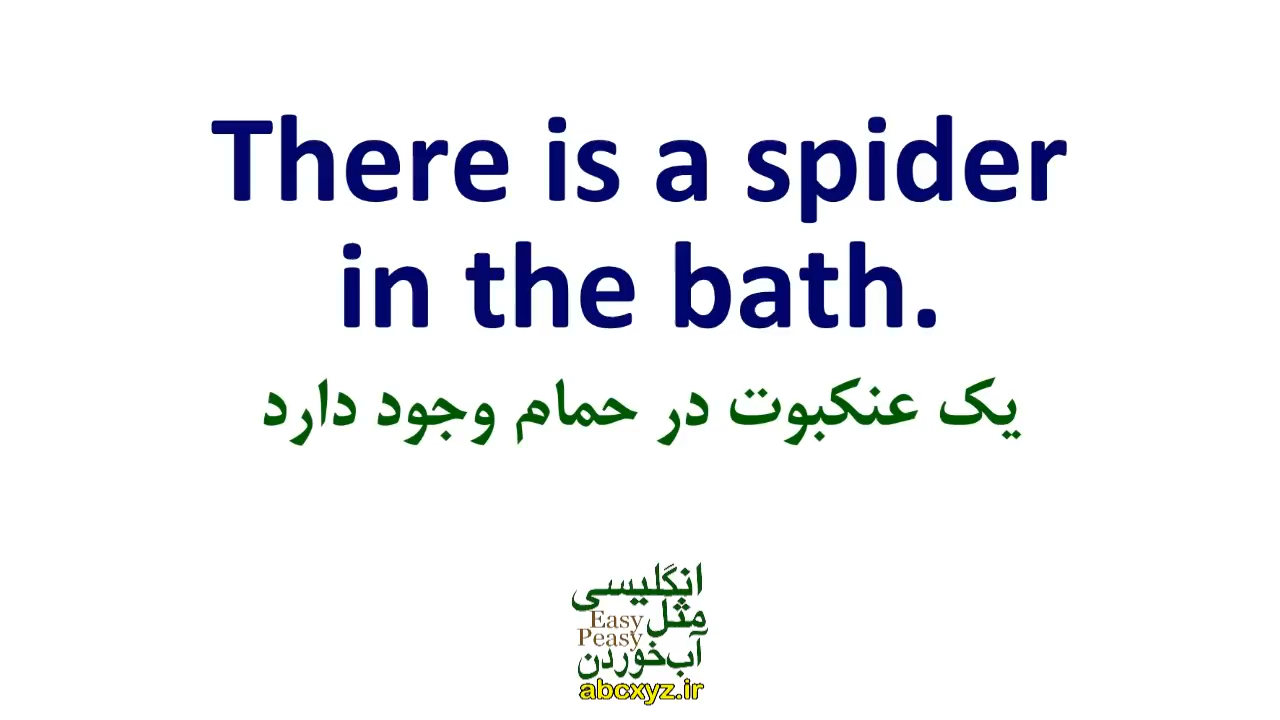 There is a spider
in the bath.
یک عنکبوت در حمام وجود دارد
انگلیسی
مثل
Easy
Peasy
آب‌خوردن
abcxyz.ir